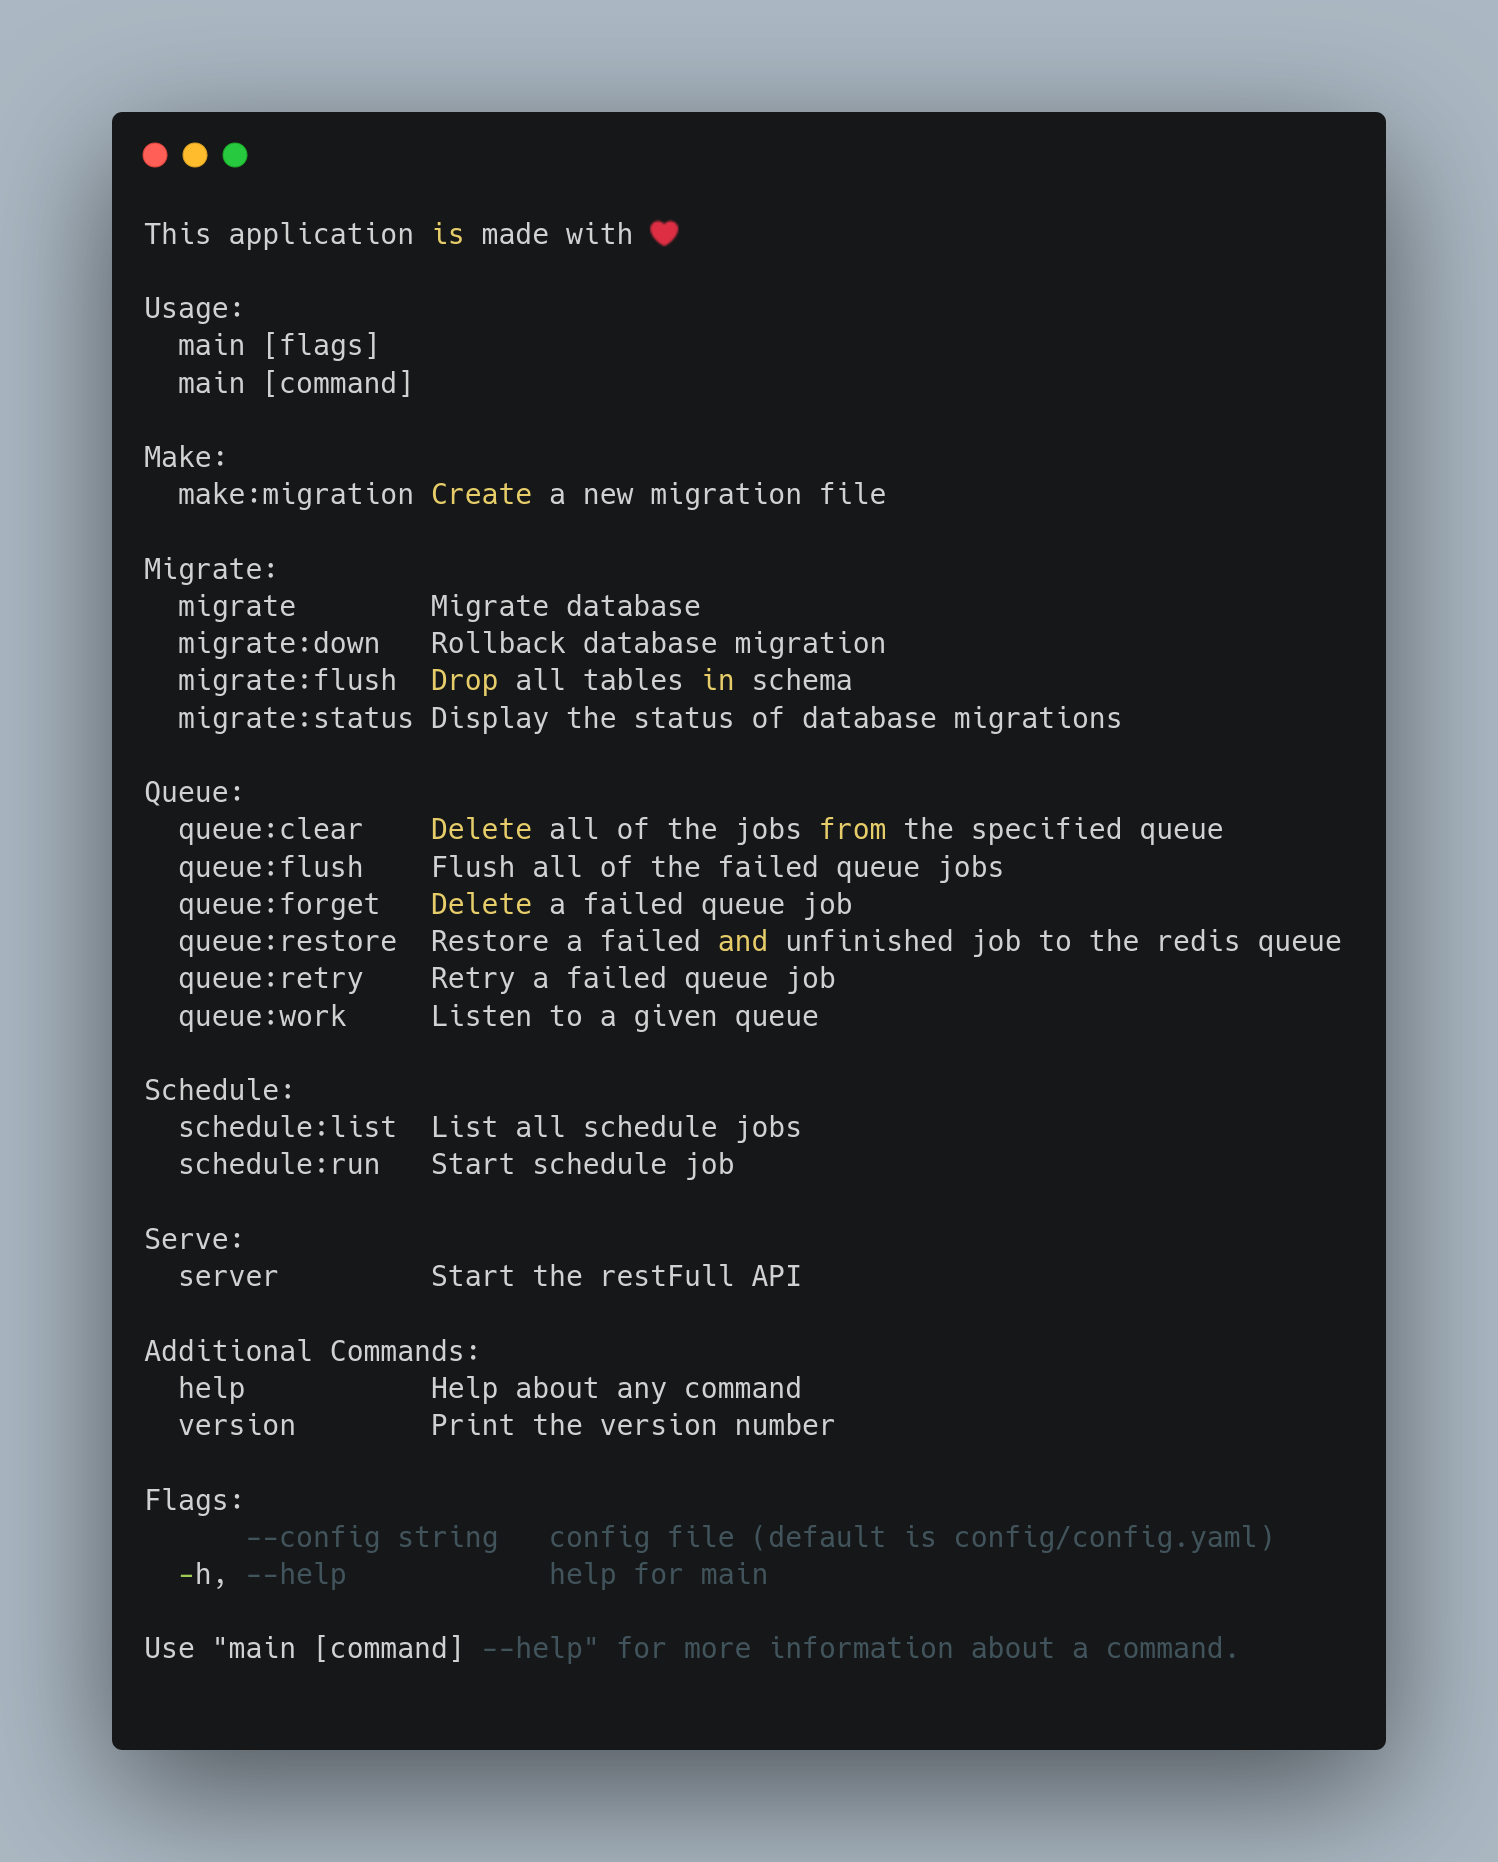 This application is made with ❤️
Usage:
main [flags]
main [command]
Make:
make:migration Create a new migration file
Migrate:
migrate Migrate database
migrate:down Rollback database migration
migrate:flush Drop all tables in schema
migrate:status Display the status of database migrations
Queue:
queue:clear Delete all of the jobs from the specified queue
queue:flush Flush all of the failed queue jobs
queue:forget Delete a failed queue job
queue:restore Restore a failed and unfinished job to the redis queue
queue:retry Retry a failed queue job
queue:work Listen to a given queue
Schedule:
schedule:list List all schedule jobs
schedule:run Start schedule job
Serve:
server Start the restFull API
Additional Commands:
help Help about any command
version Print the version number
Flags:
--config string config file (default is config/config.yaml)
-h, --help help for main
Use "main [command] --help" for more information about a command.